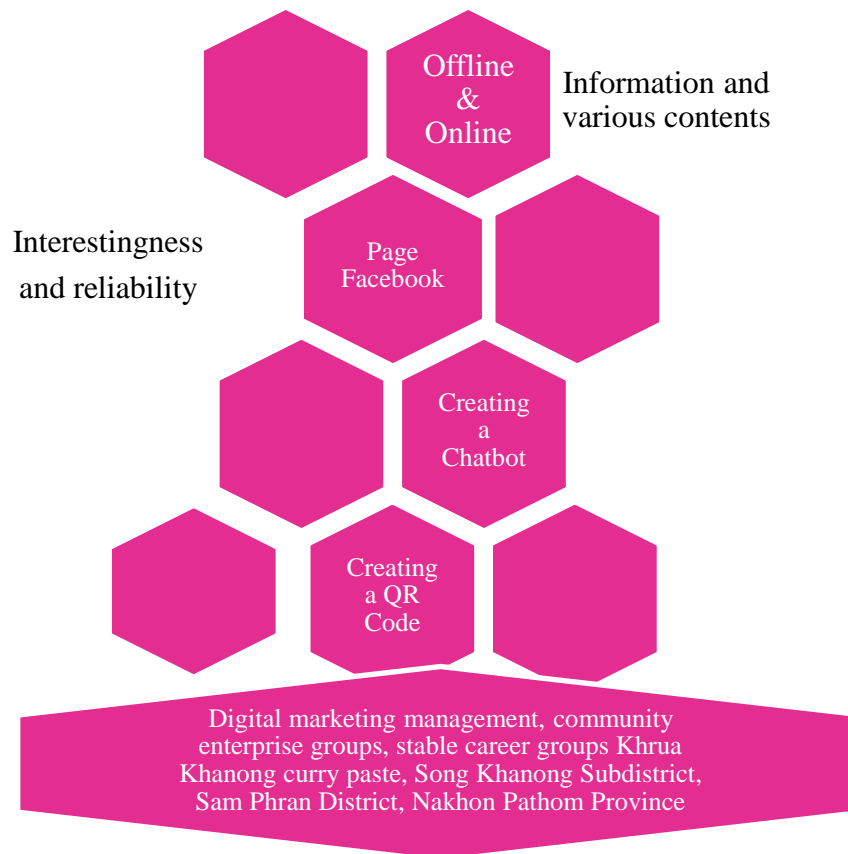 Offline
&
Online
Information and
various contents
Interestingness
and reliability
Page
Facebook
Creating
a
Chatbot
Creating
a QR
Code
Digital marketing management, community
enterprise groups, stable career groups Khrua
Khanong curry paste, Song Khanong Subdistrict,
Sam Phran District, Nakhon Pathom Province